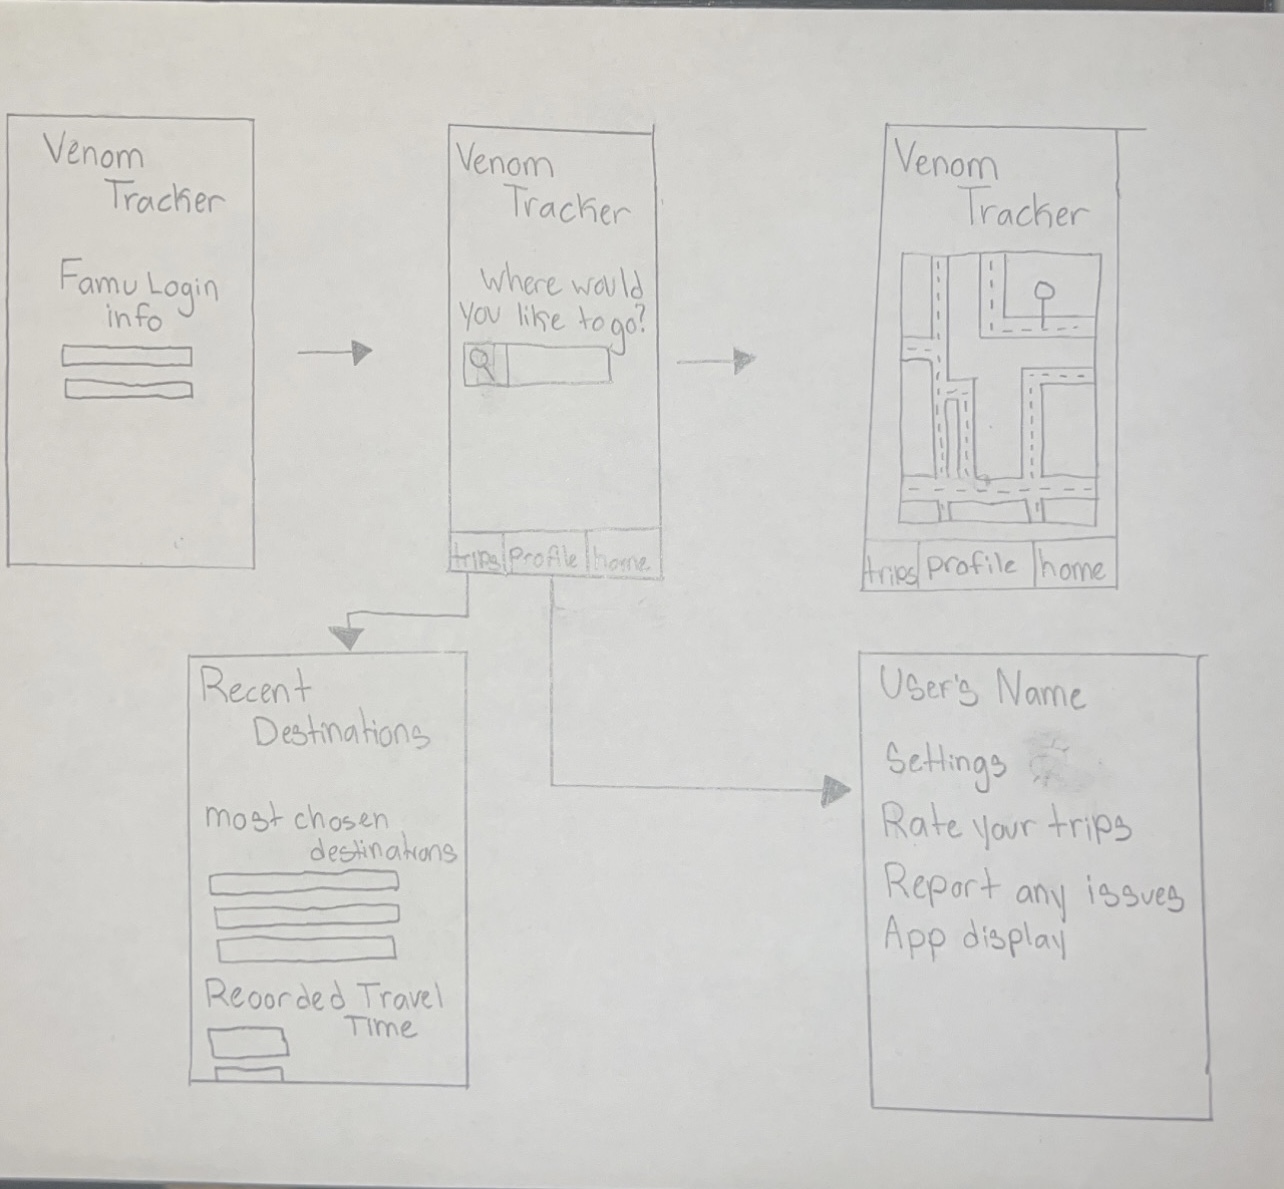 Venom
Tracker
Famu Login
info
Venom
Tracker
Where would
you like to go?
trips Profile home
Venom
Tracker
trips profile home
Recent
Destinations
most chosen
destinations
Recorded Travel
Time
User's Name
Settings
Rate your trips
Report any issues
App display